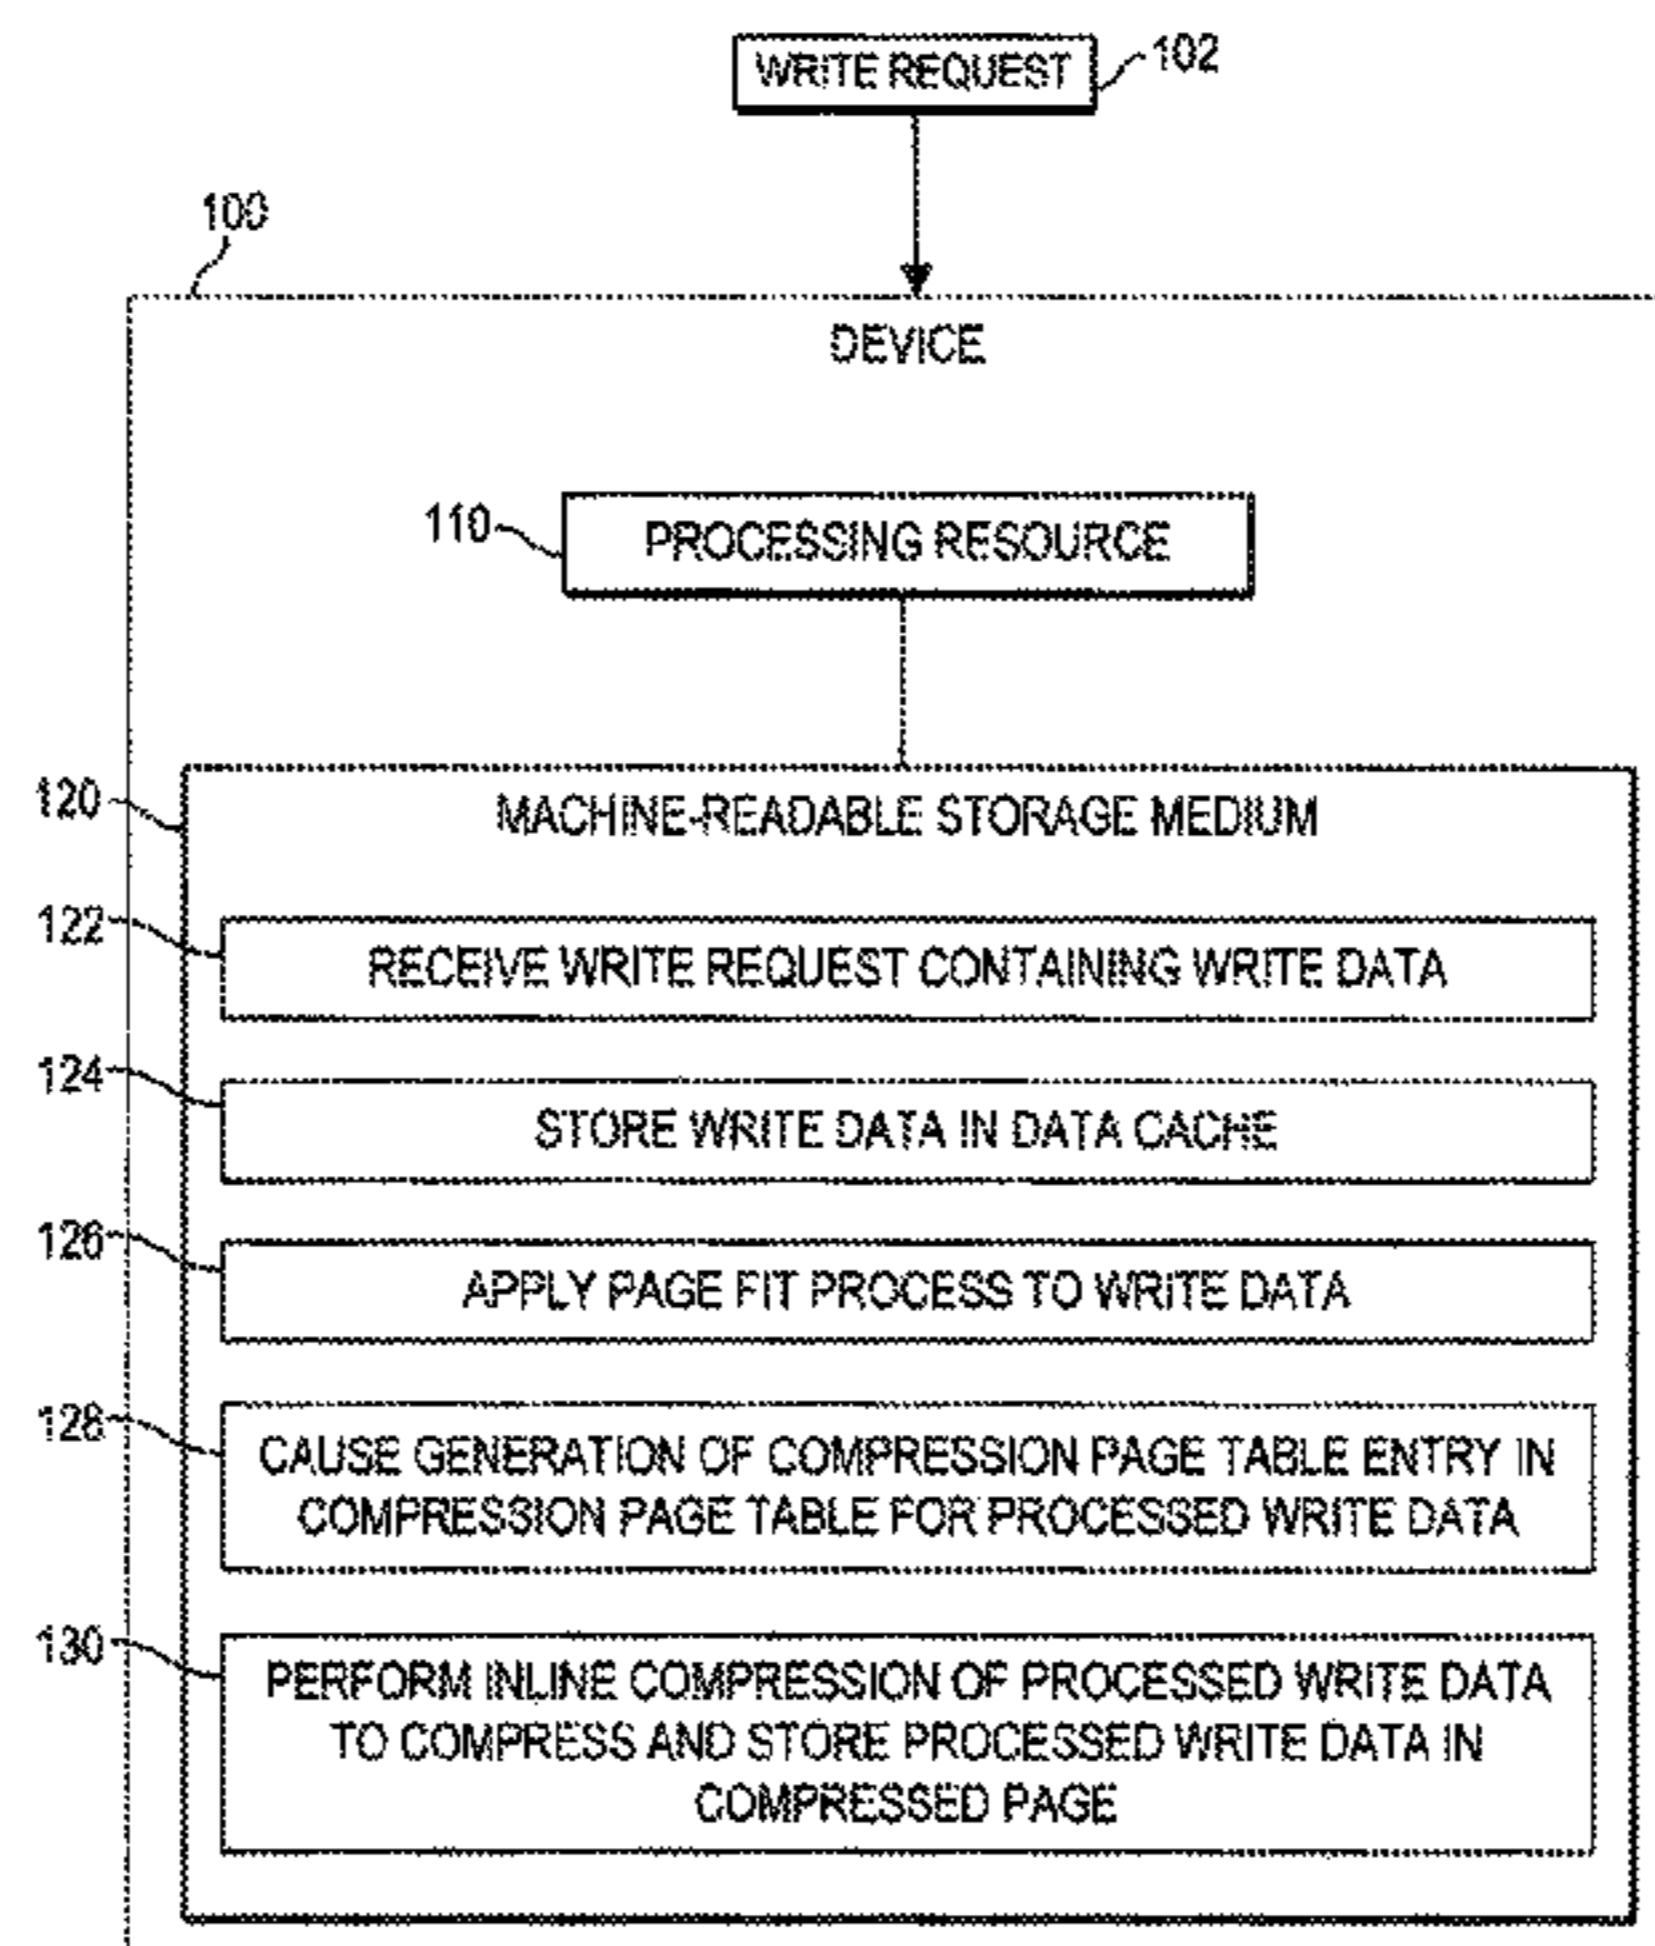 WRITE REQUEST
102
100
DEVICE
110
PROCESSING RESOURCE
120
MACHINE-READABLE STORAGE MEDIUM
122
RECEIVE WRITE REQUEST CONTAINING WRITE DATA
124
STORE WRITE DATA IN DATA CACHE
126
APPLY PAGE FIT PROCESS TO WRITE DATA
128
CAUSE GENERATION OF COMPRESSION PAGE TABLE ENTRY IN
COMPRESSION PAGE TABLE FOR PROCESSED WRITE DATA
130
PERFORM INLINE COMPRESSION OF PROCESSED WRITE DATA
TO COMPRESS AND STORE PROCESSED WRITE DATA IN
COMPRESSED PAGE